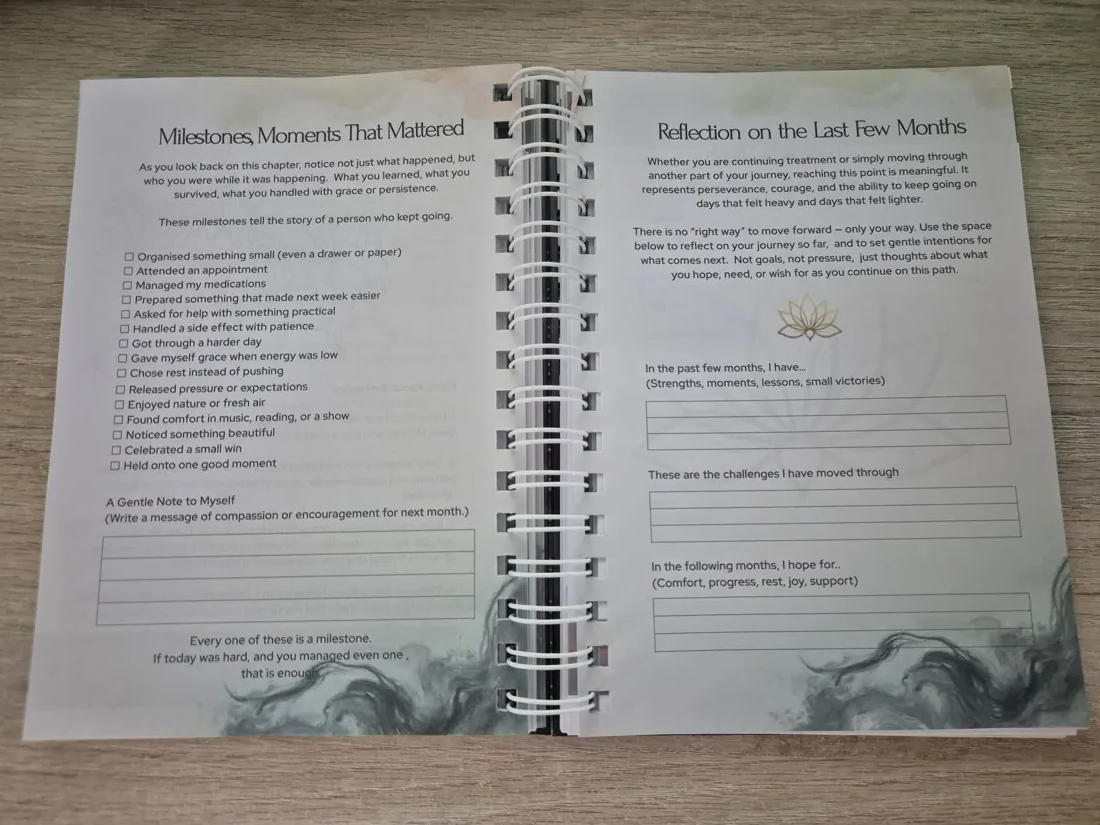 Milestones, Moments That Mattered
As you look back on this chapter, notice not just what happened, but
who you were while it was happening. What you learned, what you
survived, what you handled with grace or persistence.
These milestones tell the story of a person who kept going.
☐ Organised something small (even a drawer or paper)
☐ Attended an appointment
☐ Managed my medications
☐ Prepared something that made next week easier
☐ Asked for help with something practical
☐ Handled a side effect with patience
☐ Got through a harder day
☐ Gave myself grace when energy was low
☐ Chose rest instead of pushing
☐ Released pressure or expectations
☐ Enjoyed nature or fresh air
☐ Found comfort in music, reading, or a show
☐ Noticed something beautiful
☐ Celebrated a small win
☐ Held onto one good moment
A Gentle Note to Myself
(Write a message of compassion or encouragement for next month.)
Every one of these is a milestone.
If today was hard, and you managed even one ,
that is enough.
Reflection on the Last Few Months
Whether you are continuing treatment or simply moving through
another part of your journey, reaching this point is meaningful. It
represents perseverance, courage, and the ability to keep going on
days that felt heavy and days that felt lighter.
There is no "right way" to move forward – only your way. Use the space
below to reflect on your journey so far, and to set gentle intentions for
what comes next. Not goals, not pressure, just thoughts about what
you hope, need, or wish for as you continue on this path.
In the past few months, I have...
(Strengths, moments, lessons, small victories)
These are the challenges I have moved through
In the following months, I hope for..
(Comfort, progress, rest, joy, support)